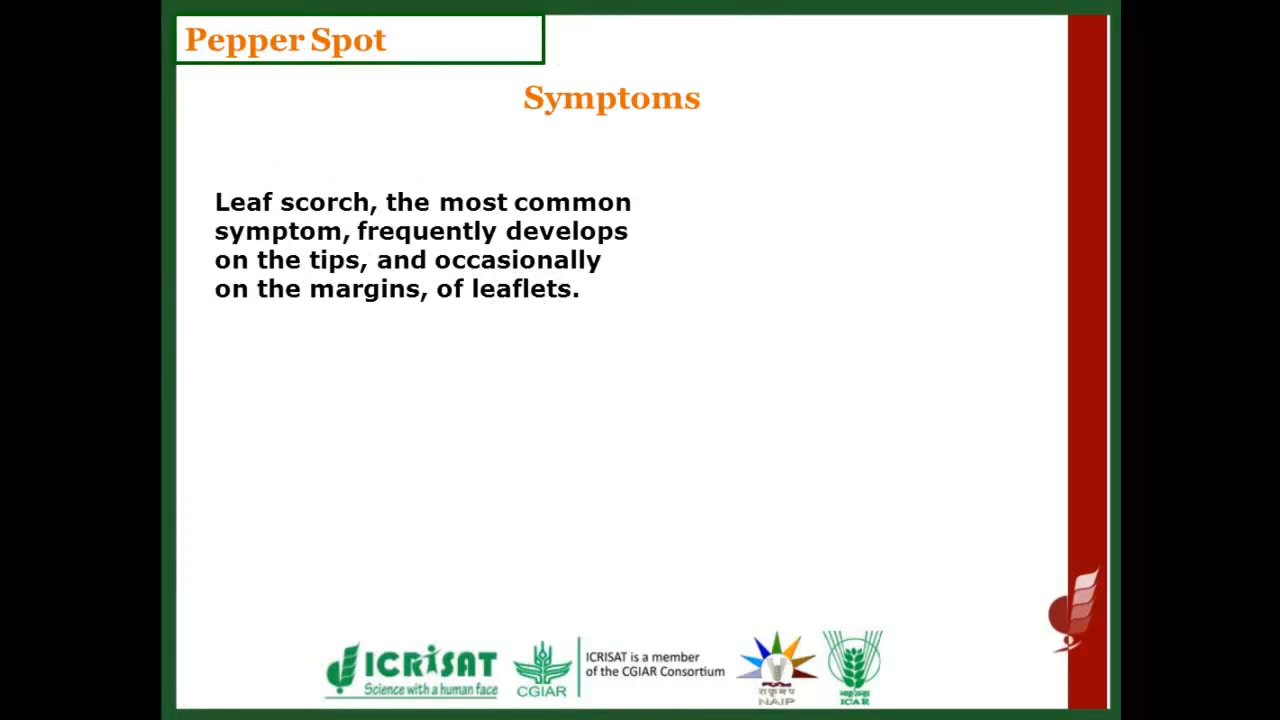 Pepper Spot
Symptoms
Leaf scorch, the most common
symptom, frequently develops
on the tips, and occasionally
on the margins, of leaflets.
ICRISAT
Science with a human face
CGIAR
ICRISAT is a member
of the CGIAR Consortium
NAIP
ICAR